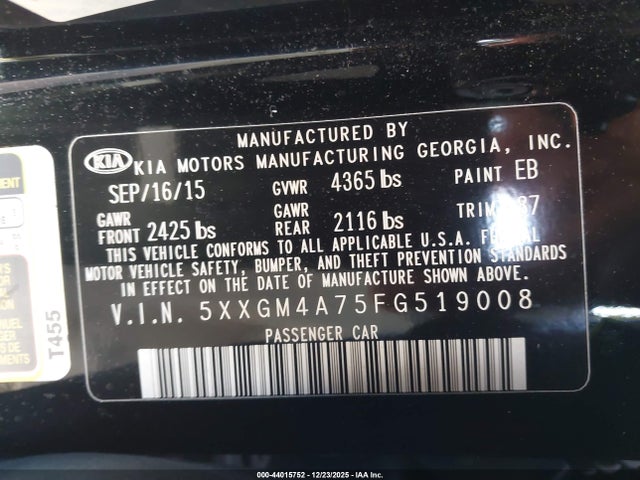 MANUFACTURED BY
KIA KIA MOTORS MANUFACTURING GEORGIA, INC.
SEP/16/15 GVWR 4365 lbs PAINT EB
GAWR FRONT 2425 lbs GAWR REAR 2116 lbs TRIM 87
THIS VEHICLE CONFORMS TO ALL APPLICABLE U.S.A. FEDERAL
MOTOR VEHICLE SAFETY, BUMPER, AND THEFT PREVENTION STANDARDS
IN EFFECT ON THE DATE OF MANUFACTURE SHOWN ABOVE.
V.I.N. 5XXGM4A75FG519008
PASSENGER CAR
T455
000-44015752 - 12/23/2025 - IAA Inc.